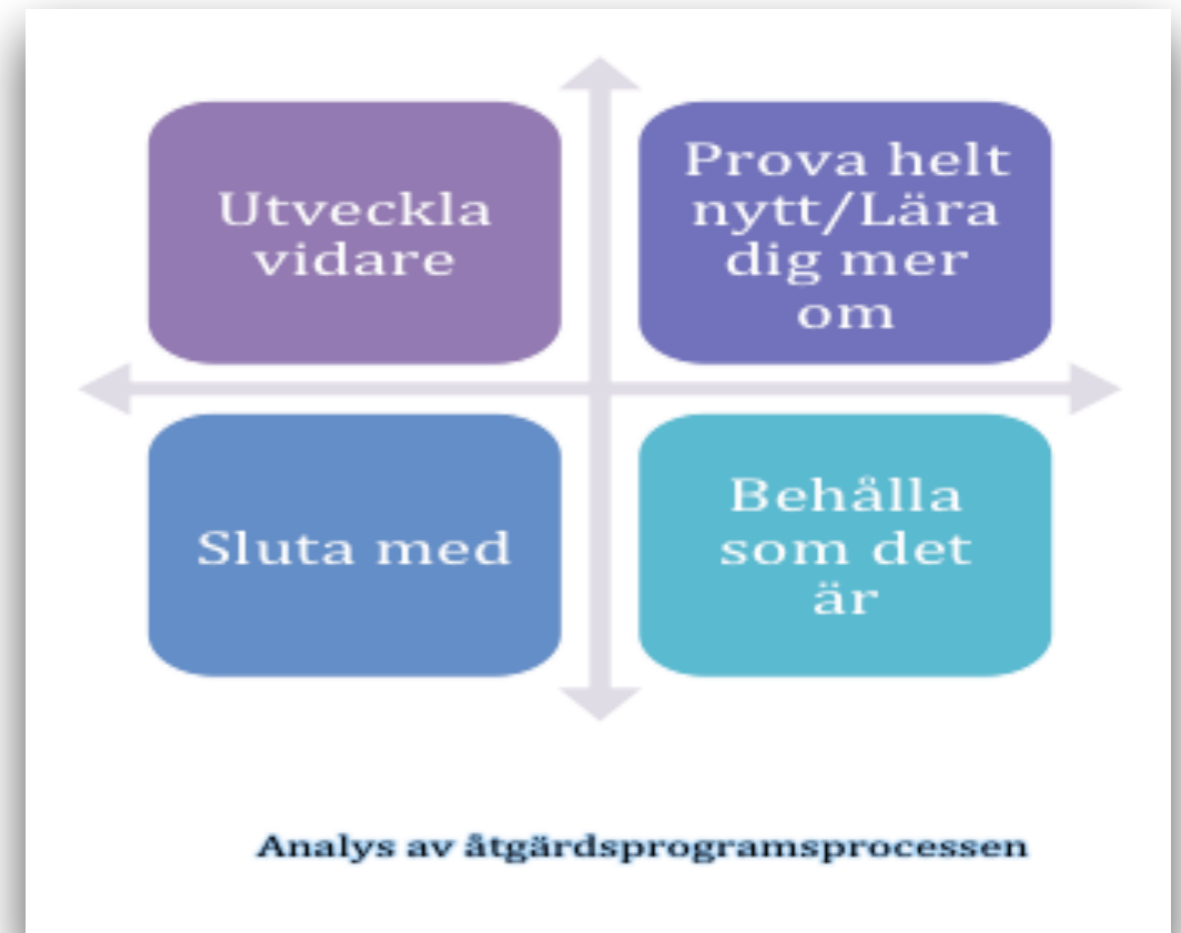 Utveckla
vidare
Prova helt
nytt/Lära
dig mer
om
Sluta med
Behålla
som det
är
Analys av åtgärdsprogramsprocessen